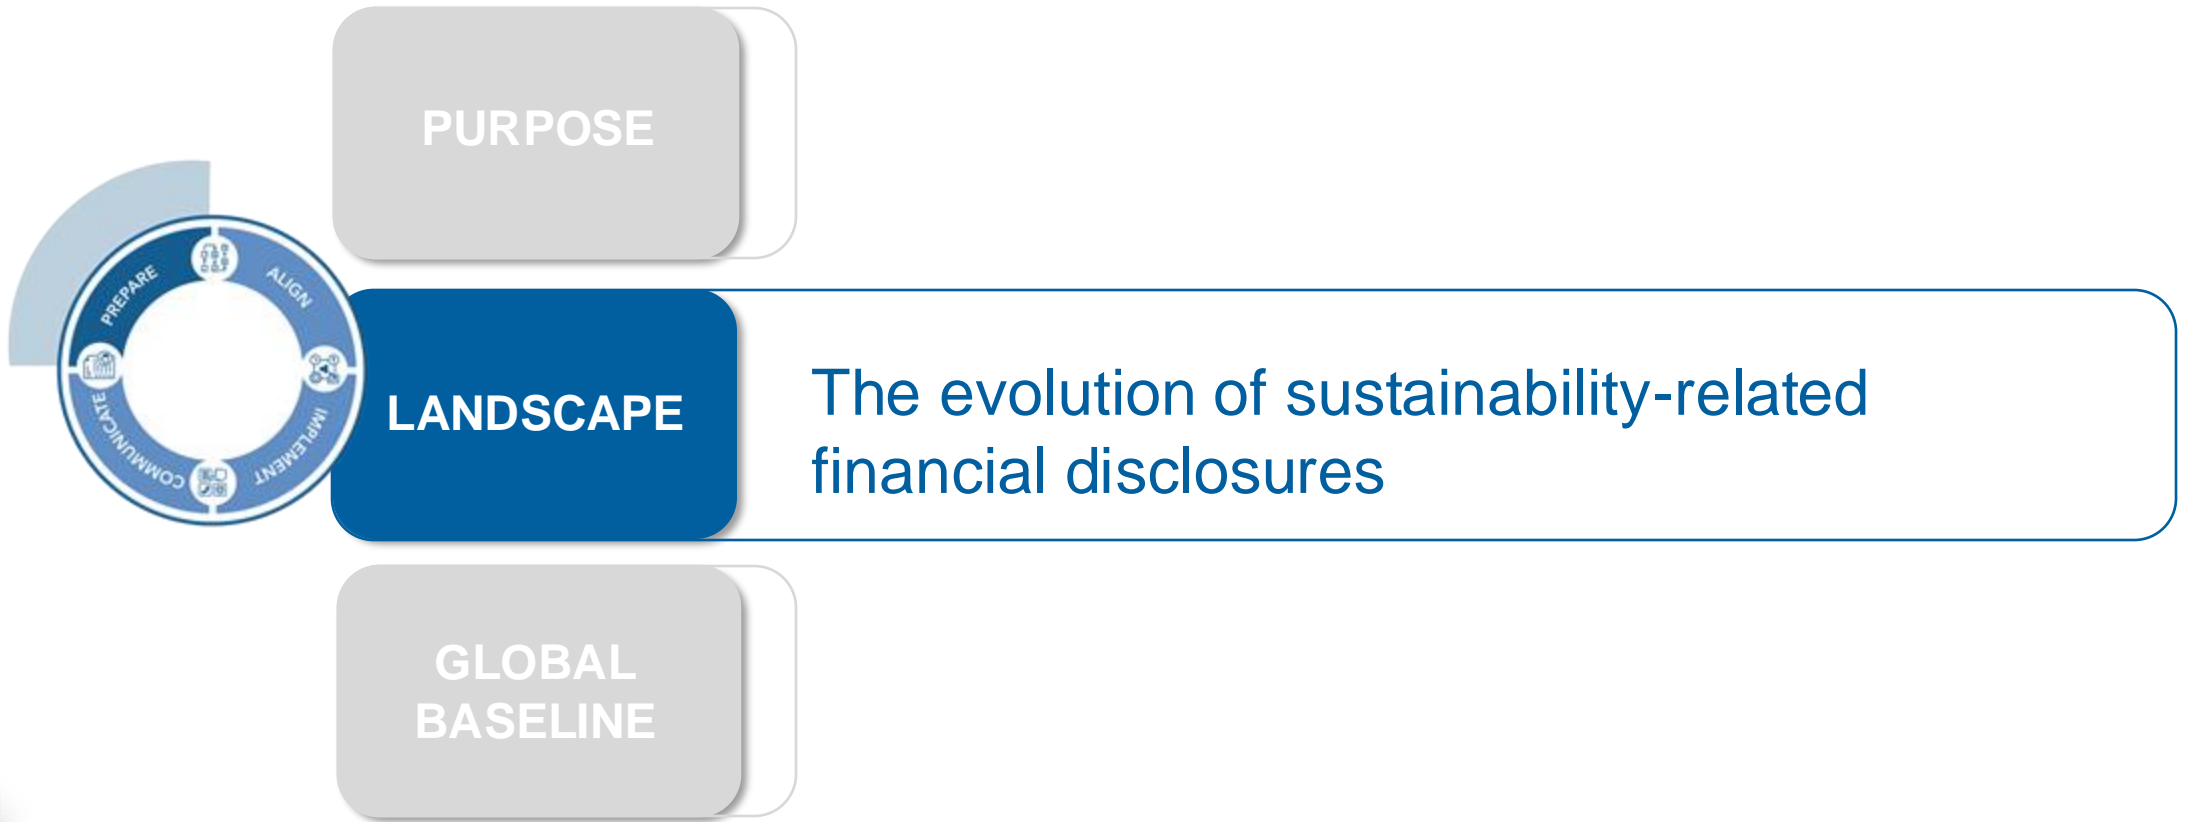 PURPOSE
PREPARE
ALIGN
IMPLEMENT
COMMUNICATE
LANDSCAPE
The evolution of sustainability-related
financial disclosures
GLOBAL
BASELINE